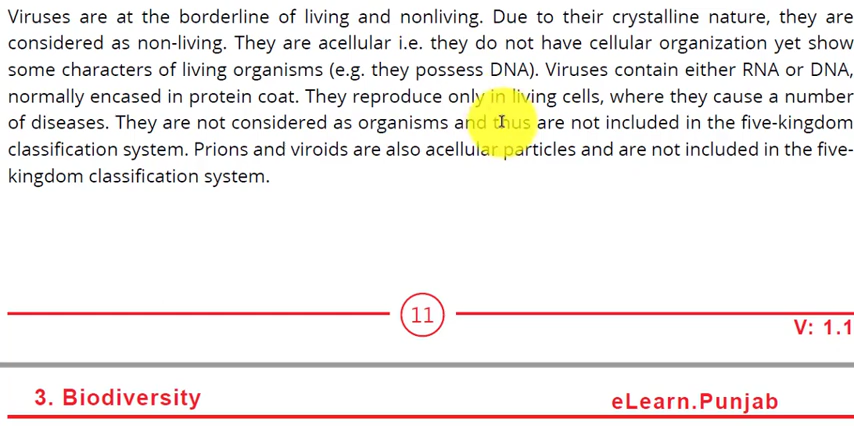 Viruses are at the borderline of living and nonliving. Due to their crystalline nature, they are
considered as non-living. They are acellular i.e. they do not have cellular organization yet show
some characters of living organisms (e.g. they possess DNA). Viruses contain either RNA or DNA,
normally encased in protein coat. They reproduce only in living cells, where they cause a number
of diseases. They are not considered as organisms and thus are not included in the five-kingdom
classification system. Prions and viroids are also acellular particles and are not included in the five-
kingdom classification system.
11
V: 1.1
3. Biodiversity
eLearn.Punjab